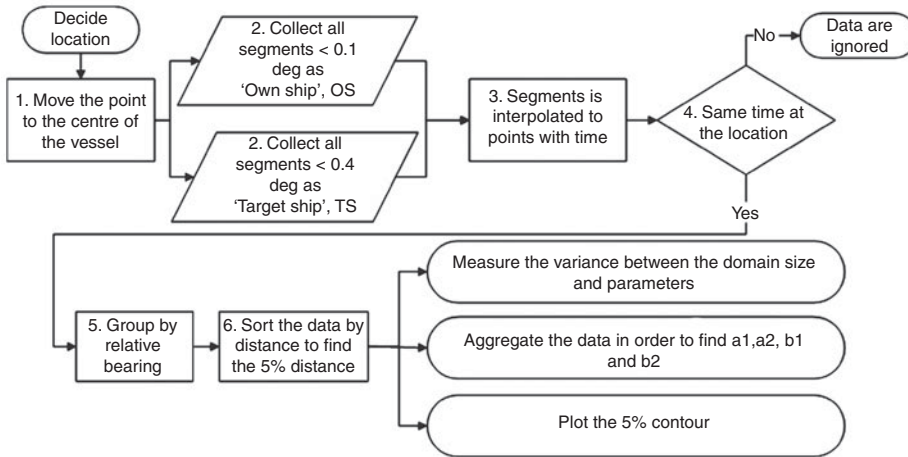 Decide
location
1. Move the point
to the centre of
the vessel
2. Collect all
segments < 0.1
deg as
'Own ship', OS
2. Collect all
segments < 0.4
deg as
'Target ship', TS
3. Segments is
interpolated to
points with time
4. Same time at
the location
No
Data are
ignored
Yes
5. Group by
relative
bearing
6. Sort the data by
distance to find
the 5% distance
Measure the variance between the domain size
and parameters
Aggregate the data in order to find a1,a2, b1
and b2
Plot the 5% contour